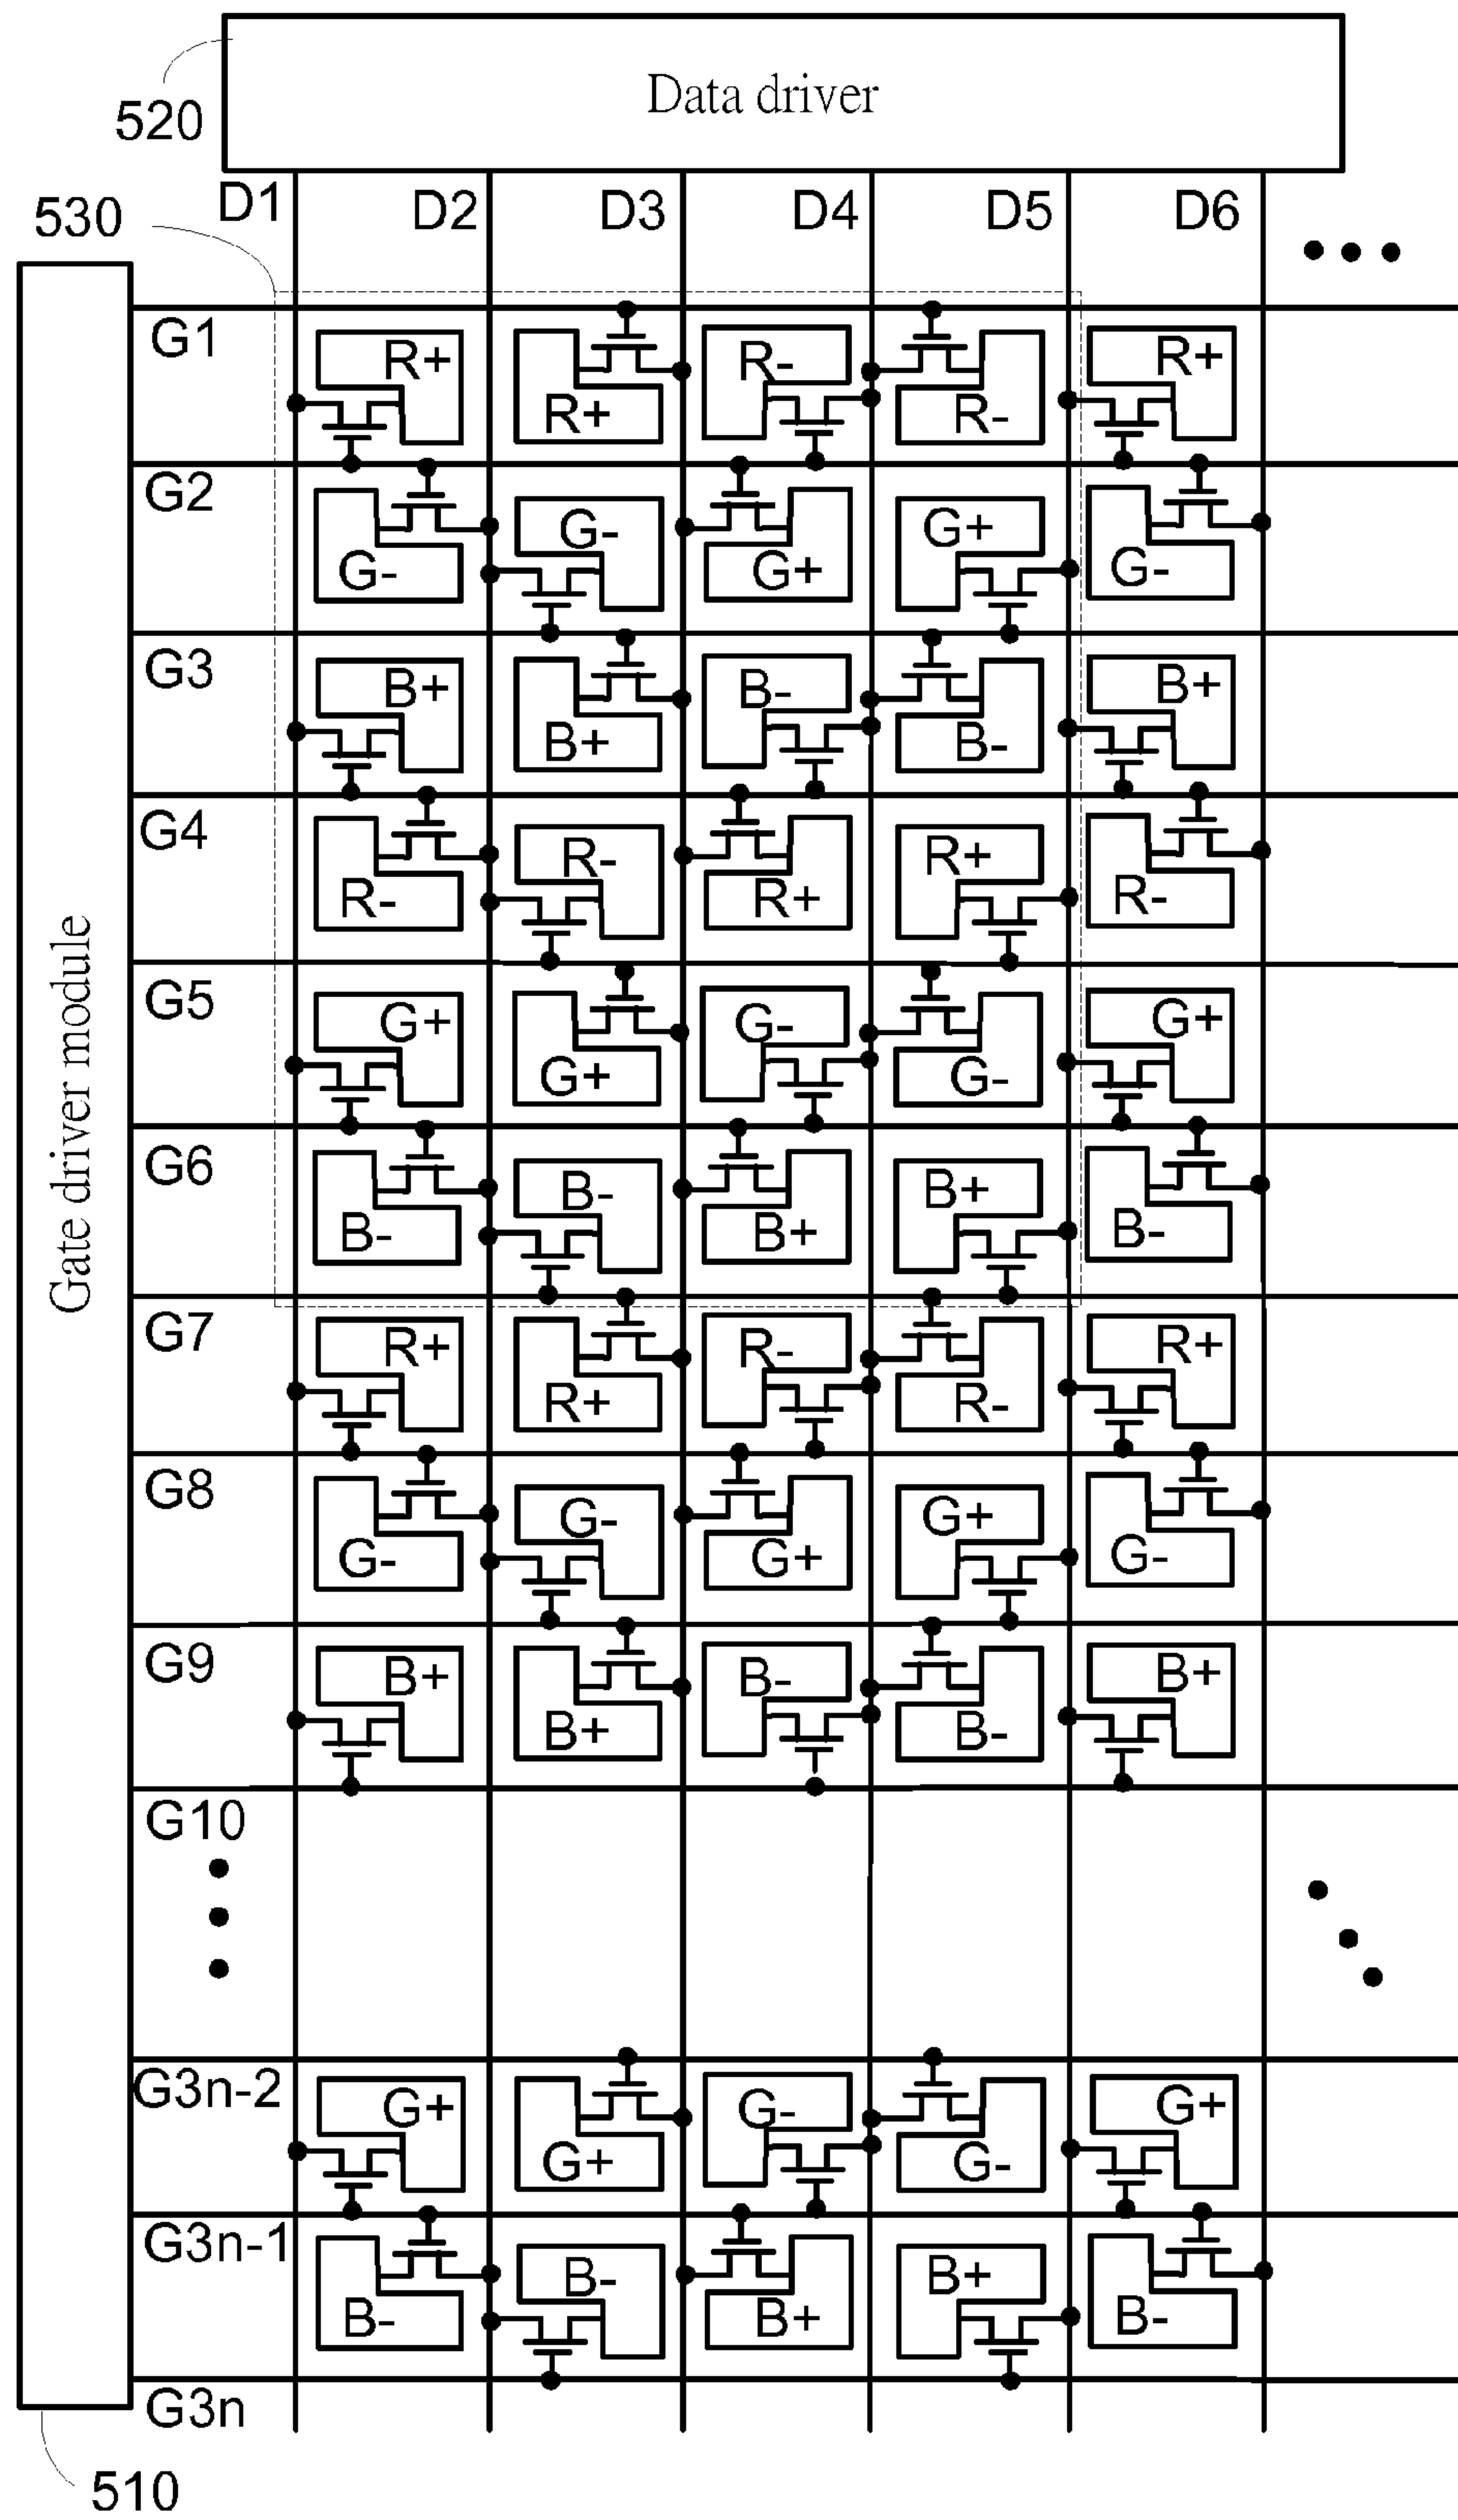 Data driver
520
D1 D2 D3 D4 D5 D6
530
G1
R+ R+ R- R- R+
G2
G- G- G+ G+ G-
G3
B+ B+ B- B- B+
G4
R- R- R+ R+ R-
G5
G+ G+ G- G- G+
G6
B- B- B+ B+ B-
G7
R+ R+ R- R- R+
G8
G- G- G+ G+ G-
G9
B+ B+ B- B- B+
G10
G3n-2
G+ G+ G- G- G+
G3n-1
B- B- B+ B+ B-
G3n
Gate driver module
510